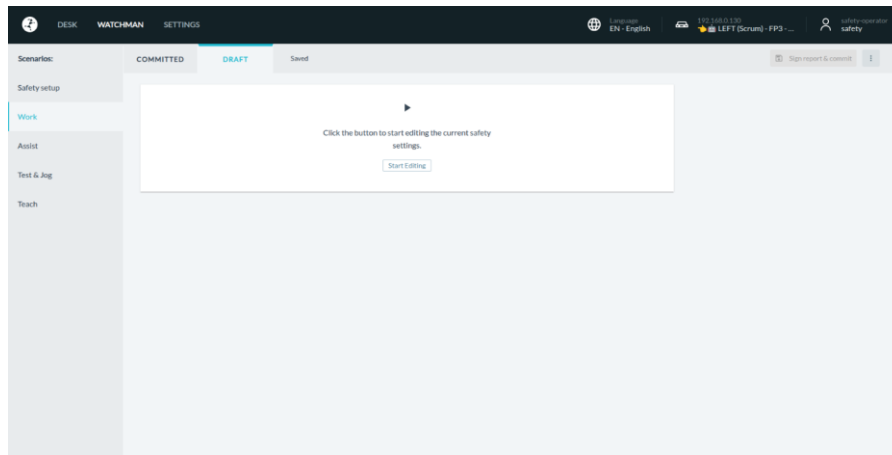 DESK WATCHMAN SETTINGS
Language
EN - English
192.168.0.130
LEFT (Scrum) - FP3 - ...
safety-operator
safety
Scenarios:
COMMITTED DRAFT Saved
Sign report & commit
Safety setup
Work
Assist
Test & Jog
Teach
Click the button to start editing the current safety
settings.
Start Editing